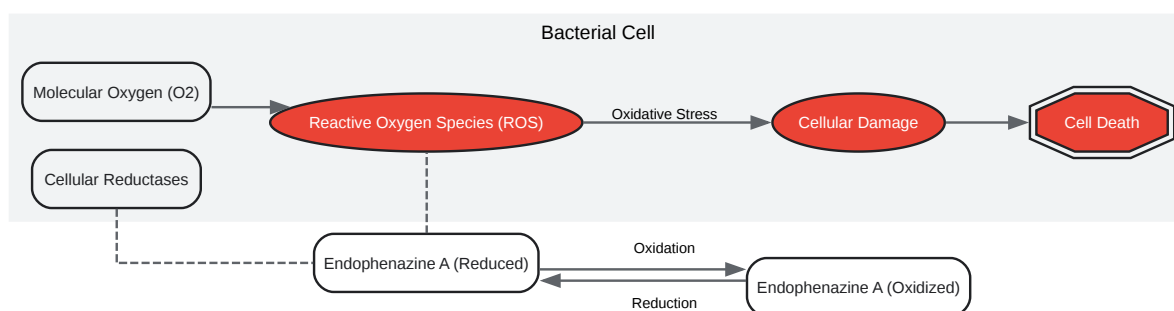 Bacterial Cell
Molecular Oxygen (O2)
Reactive Oxygen Species (ROS)
Oxidative Stress
Cellular Damage
Cell Death
Cellular Reductases
Endophenazine A (Reduced)
Oxidation
Reduction
Endophenazine A (Oxidized)